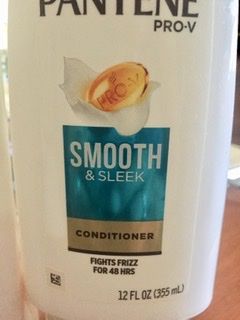 PANTENE
PRO-V
PRO-V
SMOOTH
& SLEEK
CONDITIONER
FIGHTS FRIZZ
FOR 48 HRS
12 FL OZ (355 mL)